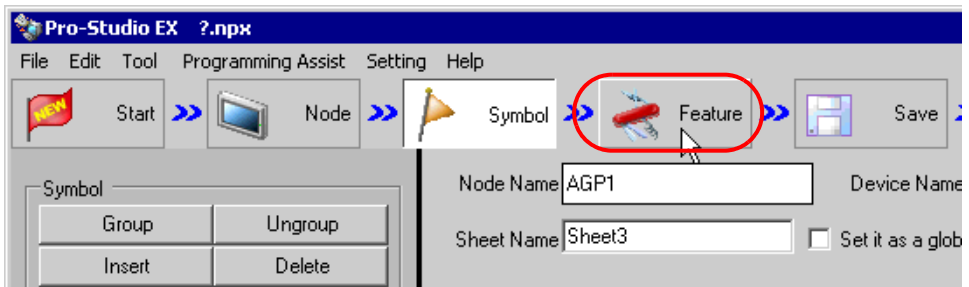 Pro-Studio EX ?.npx
File Edit Tool Programming Assist Setting Help
NEW Start Node Symbol Feature Save
Symbol
Node Name AGP1 Device Name
Group Ungroup
Sheet Name Sheet3 Set it as a glob
Insert Delete